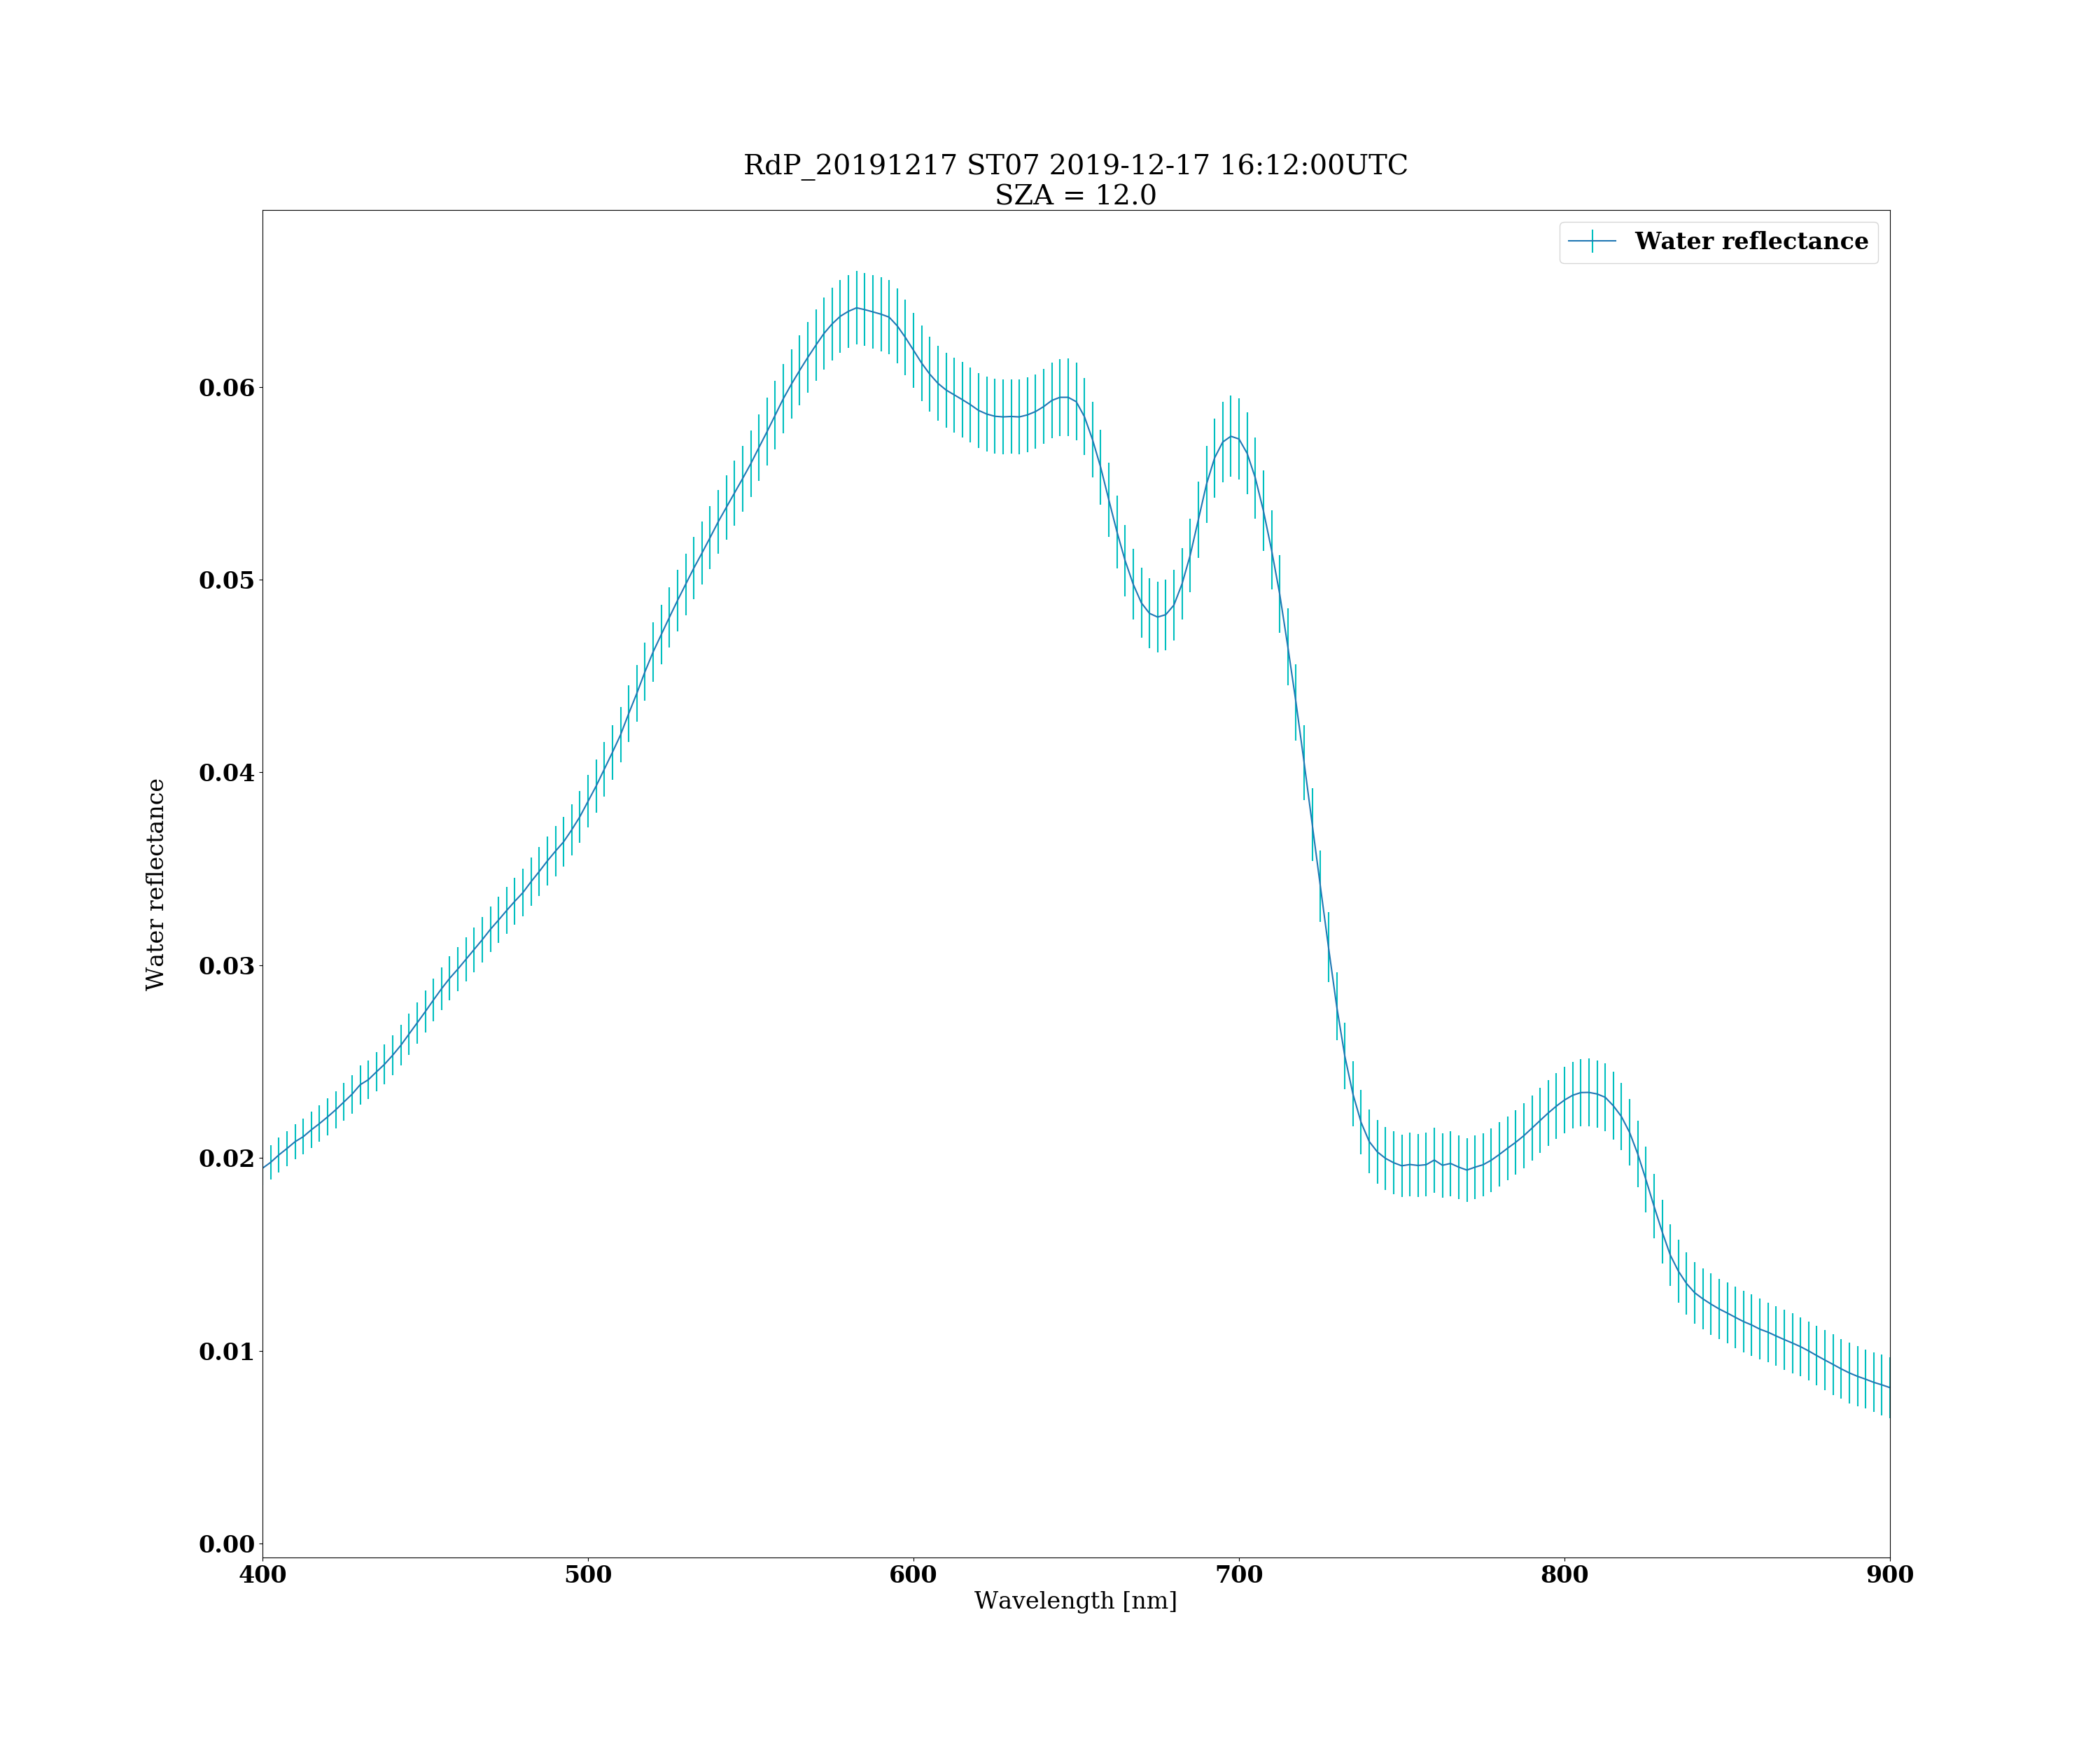 RdP_20191217 ST07 2019-12-17 16:12:00UTC
SZA = 12.0
Water reflectance
Water reflectance
0.06
0.05
0.04
0.03
0.02
0.01
0.00
400 500 600 700 800 900
Wavelength [nm]